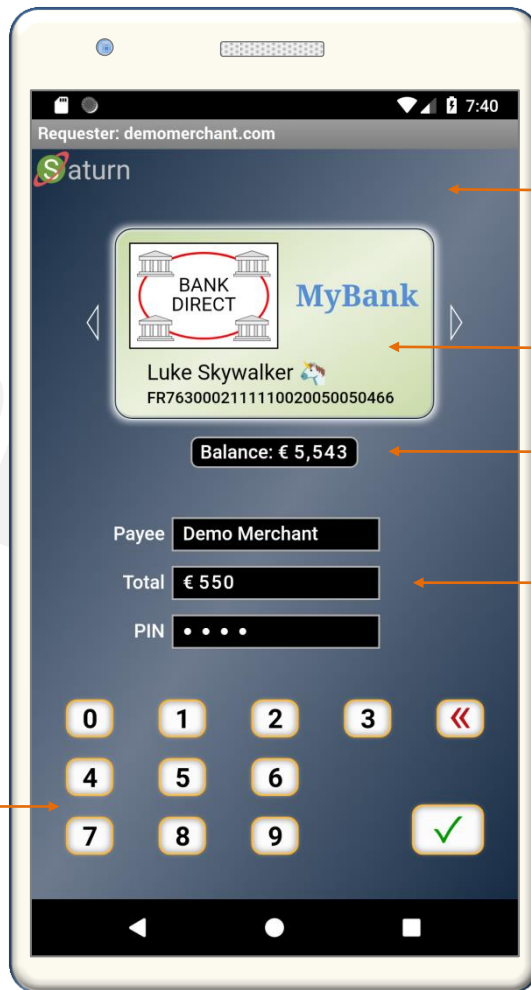 7:40
Requester: demomerchant.com
Saturn
BANK
DIRECT
MyBank
Luke Skywalker 🦄
FR7630002111110020050050466
Balance: € 5,543
Payee Demo Merchant
Total € 550
PIN • • • •
0 1 2 3 «
4 5 6
7 8 9 ✓